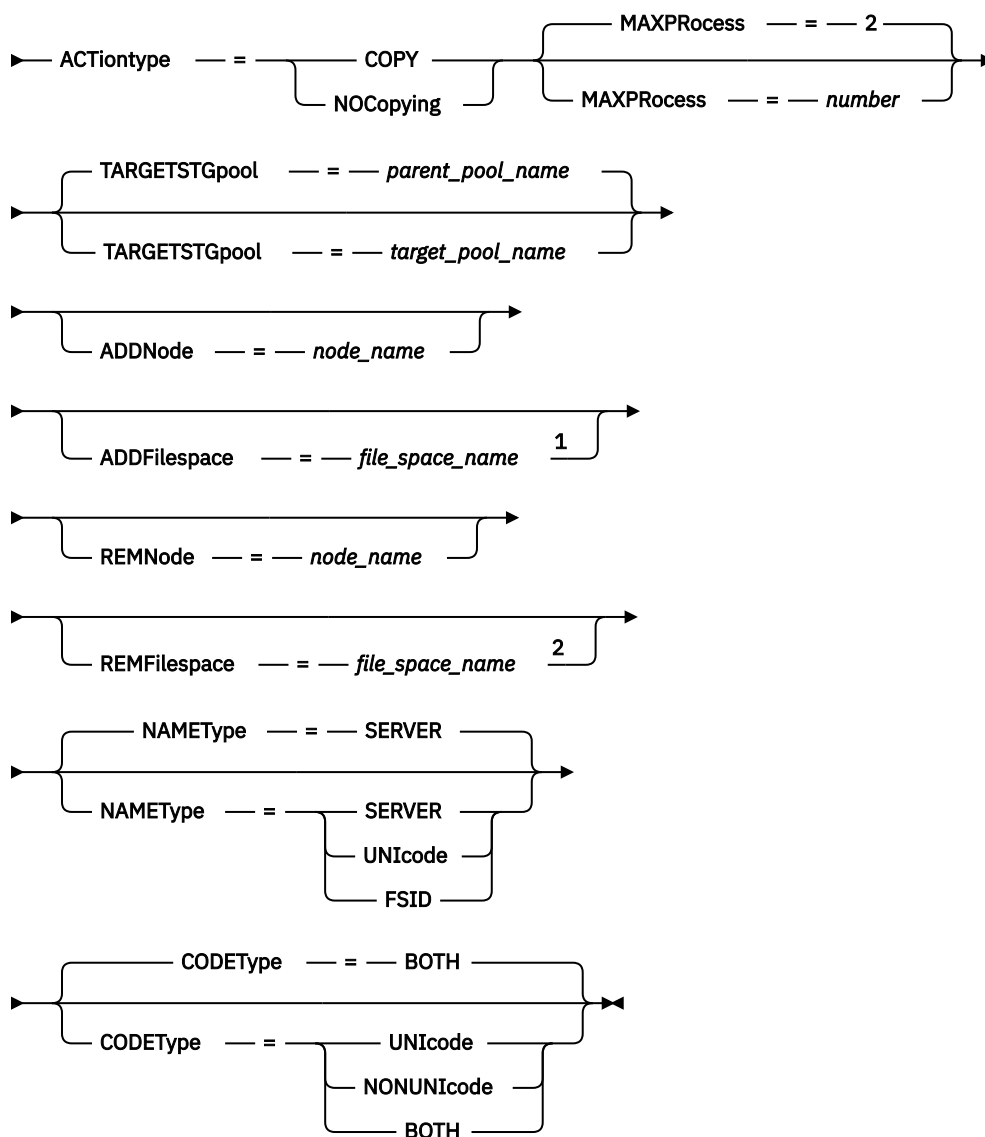 MAXPRocess = 2
ACTiontype = COPY
NOCopying
MAXPRocess = number
TARGETSTGpool = parent_pool_name
TARGETSTGpool = target_pool_name
ADDNode = node_name
ADDFilespace = file_space_name 1
REMNode = node_name
REMFilespace = file_space_name 2
NAMEType = SERVER
NAMEType = SERVER
UNIcode
FSID
CODEType = BOTH
CODEType = UNIcode
NONUNIcode
BOTH